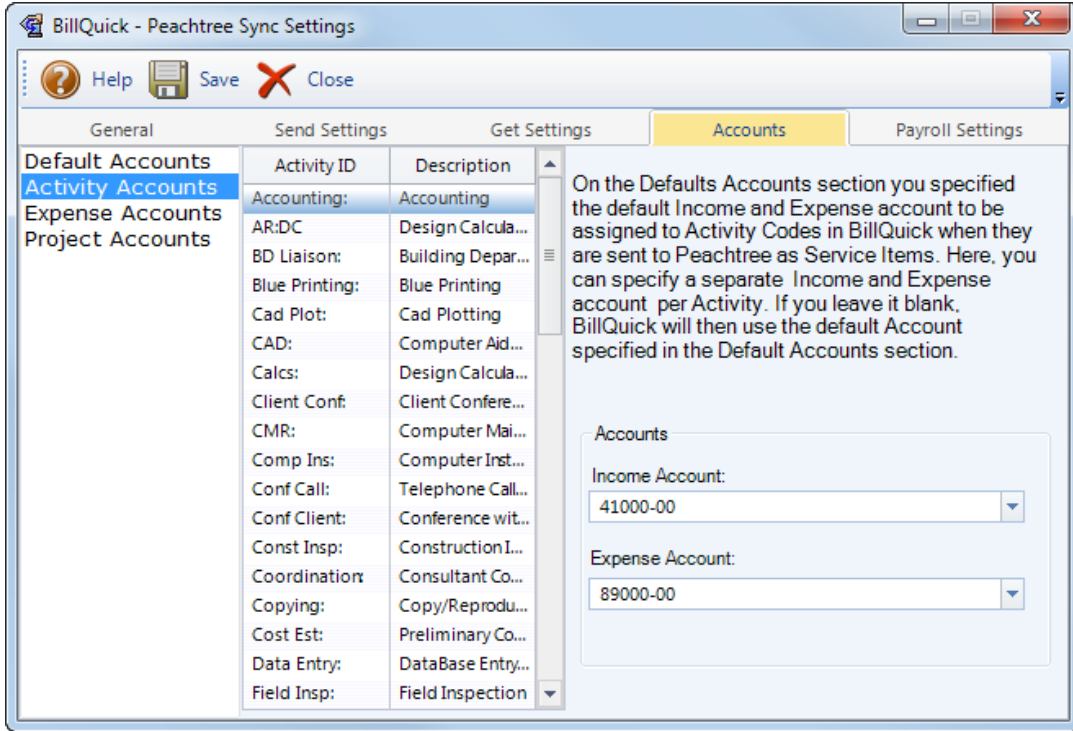 BillQuick - Peachtree Sync Settings
Help Save Close
General Send Settings Get Settings Accounts Payroll Settings
Default Accounts
Activity Accounts
Expense Accounts
Project Accounts
Activity ID Description
Accounting: Accounting
AR:DC Design Calcula...
BD Liaison: Building Depar...
Blue Printing: Blue Printing
Cad Plot: Cad Plotting
CAD: Computer Aid...
Calcs: Design Calcula...
Client Conf: Client Confere...
CMR: Computer Mai...
Comp Ins: Computer Inst...
Conf Call: Telephone Call...
Conf Client: Conference wit...
Const Insp: Construction I...
Coordination: Consultant Co...
Copying: Copy/Reprodu...
Cost Est: Preliminary Co...
Data Entry: DataBase Entry...
Field Insp: Field Inspection
On the Defaults Accounts section you specified
the default Income and Expense account to be
assigned to Activity Codes in BillQuick when they
are sent to Peachtree as Service Items. Here, you
can specify a separate Income and Expense
account per Activity. If you leave it blank,
BillQuick will then use the default Account
specified in the Default Accounts section.
Accounts
Income Account:
41000-00
Expense Account:
89000-00